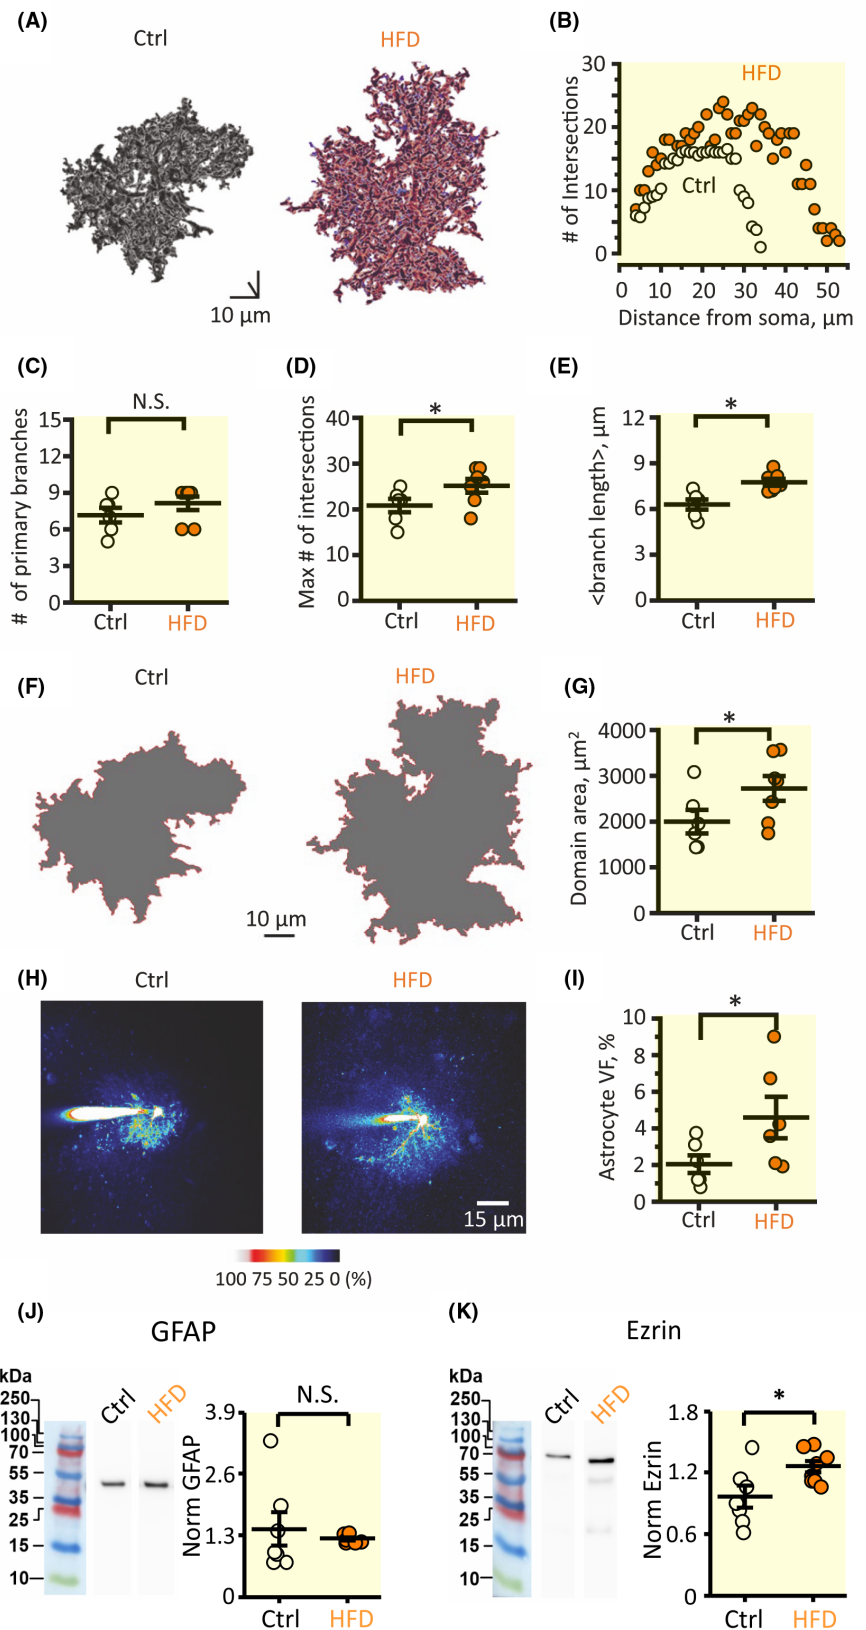 (A)
Ctrl
HFD
10 µm
(B)
# of Intersections
30
20
10
0
HFD
Ctrl
0 10 20 30 40 50
Distance from soma, µm
(C)
# of primary branches
15
12
9
6
3
0
N.S.
Ctrl
HFD
(D)
Max # of intersections
40
30
20
10
0
*
Ctrl
HFD
(E)
<branch length>, µm
12
9
6
3
0
*
Ctrl
HFD
(F)
Ctrl
HFD
10 µm
(G)
Domain area, µm²
4000
3000
2000
1000
0
*
Ctrl
HFD
(H)
Ctrl
HFD
15 µm
100 75 50 25 0 (%)
(I)
Astrocyte VF, %
10
8
6
4
2
0
*
Ctrl
HFD
(J)
GFAP
kDa
250
130
100
70
55
35
25
15
10
Ctrl
HFD
Norm GFAP
3.9
2.6
1.3
0
N.S.
Ctrl
HFD
(K)
Ezrin
kDa
250
130
100
70
55
35
25
15
10
Ctrl
HFD
Norm Ezrin
1.8
1.2
0.6
0
*
Ctrl
HFD